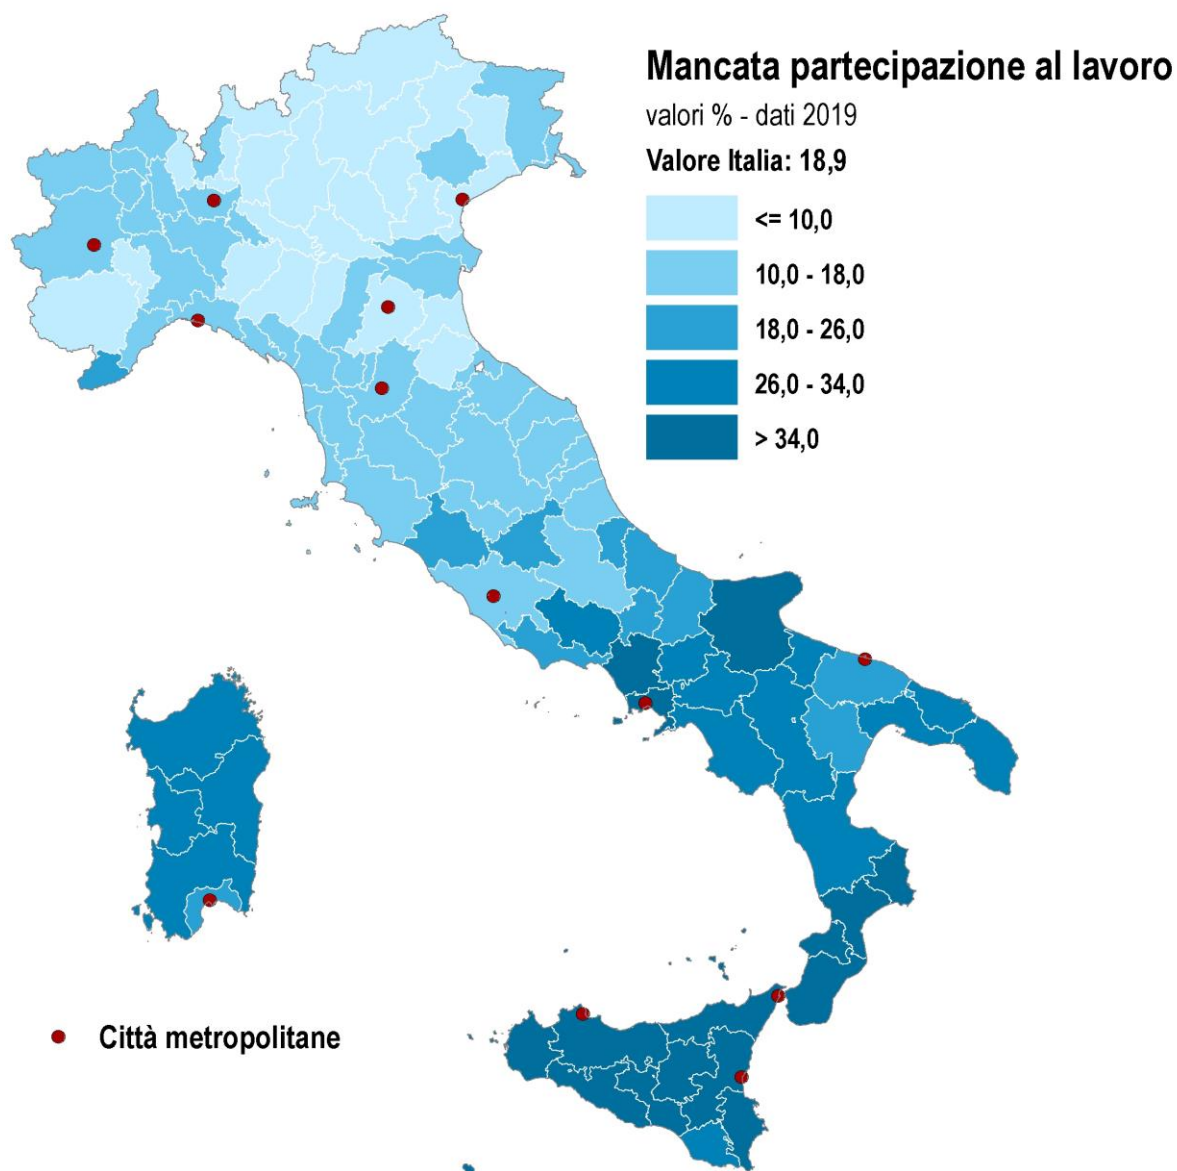 Mancata partecipazione al lavoro
valori % - dati 2019
Valore Italia: 18,9
<= 10,0
10,0 - 18,0
18,0 - 26,0
26,0 - 34,0
> 34,0
Città metropolitane